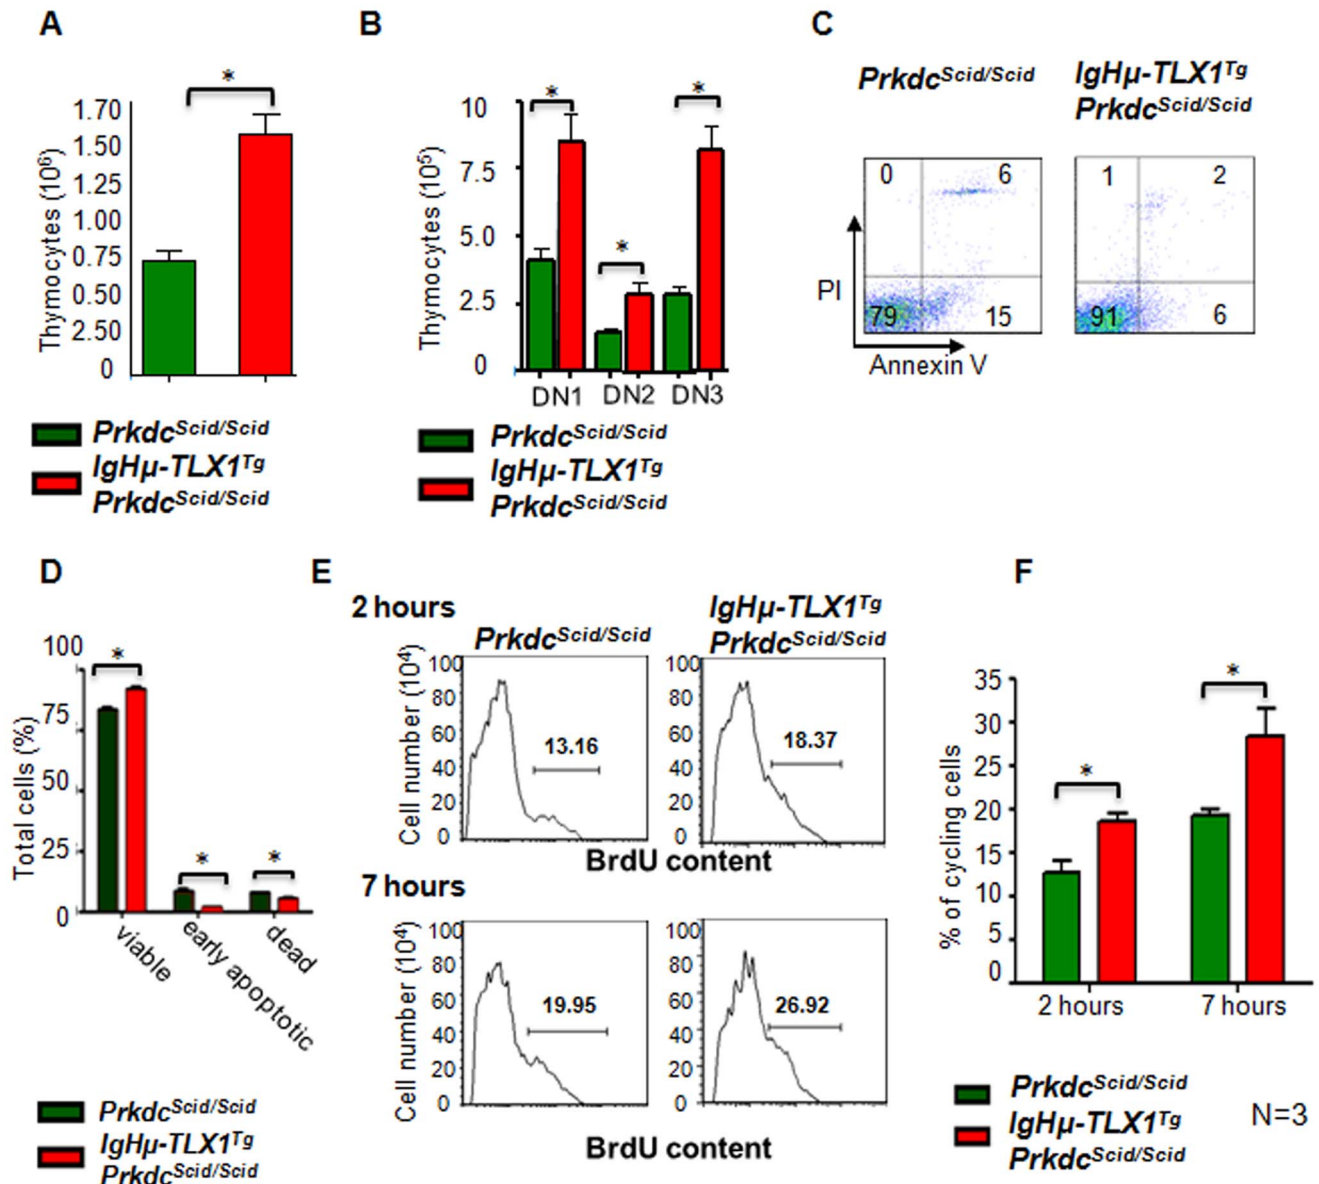 A
Thymocytes (10⁶)
1.70
1.50
1.25
1.00
0.75
0.50
2.50
0
*
Prkdc^Scid/Scid
IgHμ-TLX1^Tg
Prkdc^Scid/Scid
B
Thymocytes (10⁵)
10
7.5
5.0
2.5
0
*
*
*
DN1 DN2 DN3
Prkdc^Scid/Scid
IgHμ-TLX1^Tg
Prkdc^Scid/Scid
C
Prkdc^Scid/Scid
IgHμ-TLX1^Tg
Prkdc^Scid/Scid
0 6
79 15
1 2
91 6
PI
Annexin V
D
Total cells (%)
100
75
50
25
0
*
*
*
viable
early apoptotic
dead
Prkdc^Scid/Scid
IgHμ-TLX1^Tg
Prkdc^Scid/Scid
E
2 hours
Prkdc^Scid/Scid
IgHμ-TLX1^Tg
Prkdc^Scid/Scid
Cell number (10⁴)
100
80
60
40
20
0
13.16
100
80
60
40
20
0
18.37
BrdU content
7 hours
Cell number (10⁴)
100
80
60
40
20
0
19.95
100
80
60
40
20
0
26.92
BrdU content
F
% of cycling cells
35
30
25
20
15
10
5
0
*
*
2 hours 7 hours
Prkdc^Scid/Scid
IgHμ-TLX1^Tg
Prkdc^Scid/Scid
N=3